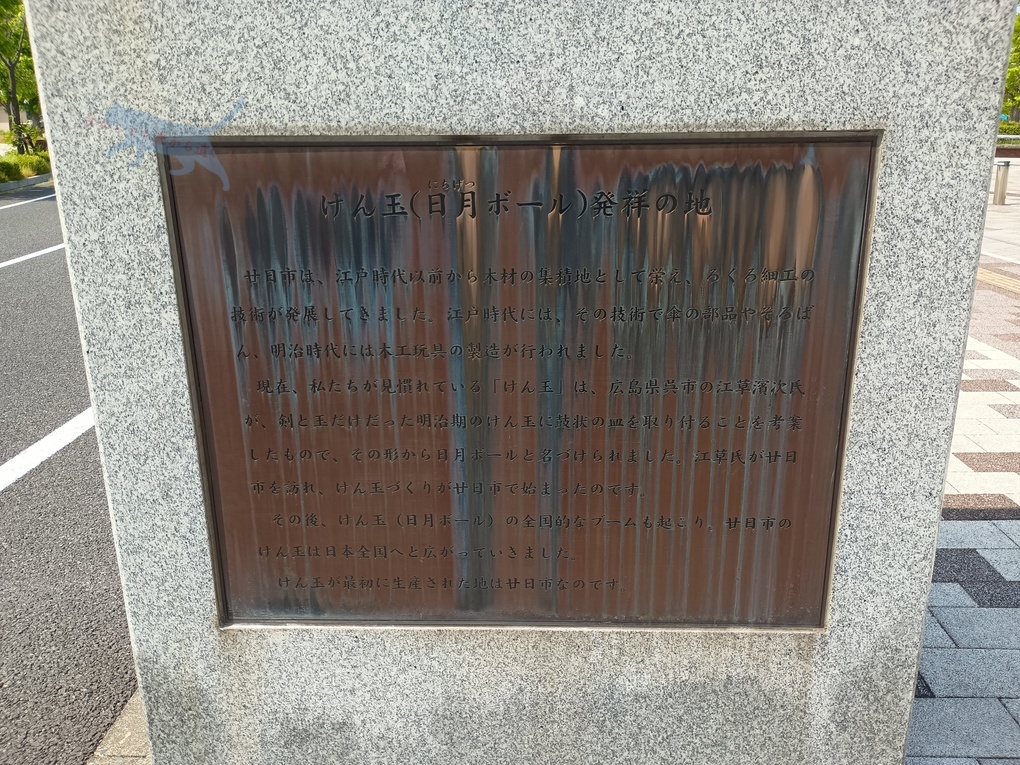 にちげつ
けん玉(日月ボール)発祥の地
廿日市は、江戸時代以前から木材の集積地として栄え、ろくろ細工の
技術が発展してきました。江戸時代には、その技術で傘の部品やそろば
ん、明治時代には木工玩具の製造が行われました。
現在、私たちが見慣れている「けん玉」は、広島県呉市の江草濱次氏
が、剣と玉だけだった明治期のけん玉に鼓状の皿を取り付ることを考案
したもので、その形から日月ボールと名づけられました。江草氏が廿日
市を訪れ、けん玉づくりが廿日市で始まったのです。
その後、けん玉(日月ボール)の全国的なブームも起こり、廿日市の
けん玉は日本全国へと広がっていきました。
けん玉が最初に生産された地は廿日市なのです。